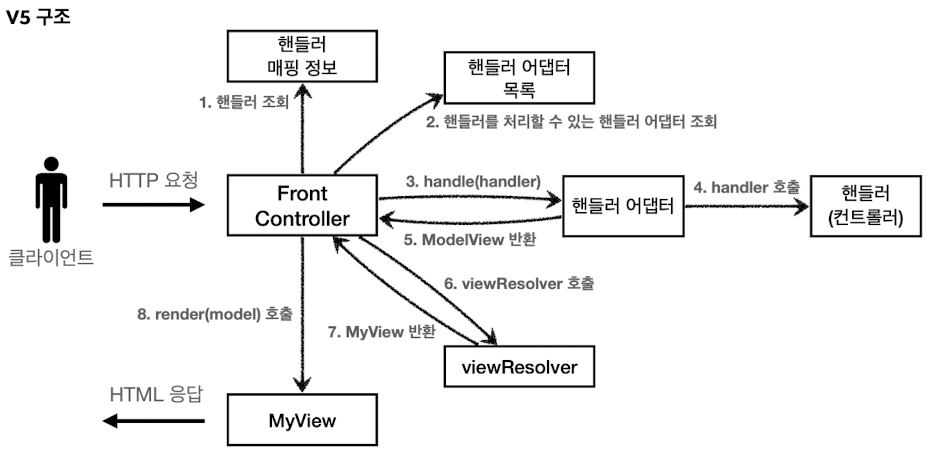 V5 구조
핸들러
매핑 정보
핸들러 어댑터
목록
1. 핸들러 조회
2. 핸들러를 처리할 수 있는 핸들러 어댑터 조회
HTTP 요청
Front
Controller
3. handle(handler)
핸들러 어댑터
4. handler 호출
핸들러
(컨트롤러)
클라이언트
5. ModelView 반환
6. viewResolver 호출
8. render(model) 호출
7. MyView 반환
viewResolver
HTML 응답
MyView